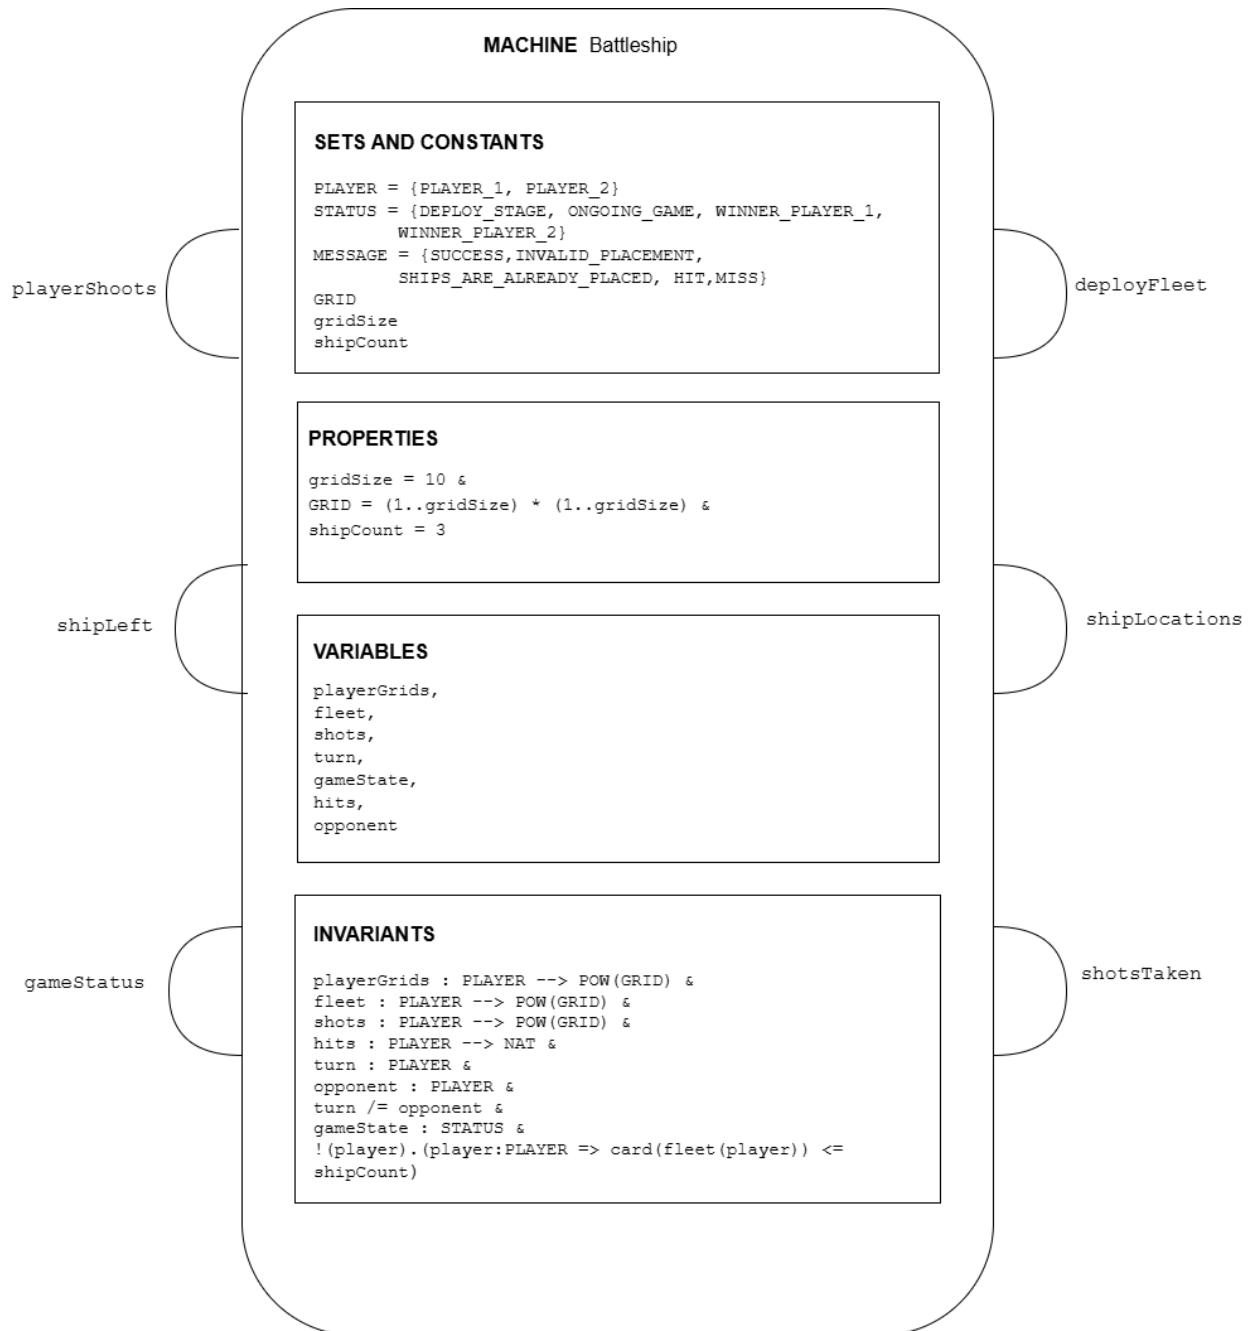 MACHINE Battleship
SETS AND CONSTANTS
PLAYER = {PLAYER_1, PLAYER_2}
STATUS = {DEPLOY_STAGE, ONGOING_GAME, WINNER_PLAYER_1,
WINNER_PLAYER_2}
MESSAGE = {SUCCESS,INVALID_PLACEMENT,
SHIPS_ARE_ALREADY_PLACED, HIT,MISS}
GRID
gridSize
shipCount
playerShoots
deployFleet
PROPERTIES
gridSize = 10 &
GRID = (1..gridSize) * (1..gridSize) &
shipCount = 3
shipLeft
shipLocations
VARIABLES
playerGrids,
fleet,
shots,
turn,
gameState,
hits,
opponent
gameStatus
shotsTaken
INVARIANTS
playerGrids : PLAYER --> POW(GRID) &
fleet : PLAYER --> POW(GRID) &
shots : PLAYER --> POW(GRID) &
hits : PLAYER --> NAT &
turn : PLAYER &
opponent : PLAYER &
turn /= opponent &
gameState : STATUS &
!(player).(player:PLAYER => card(fleet(player)) <=
shipCount)